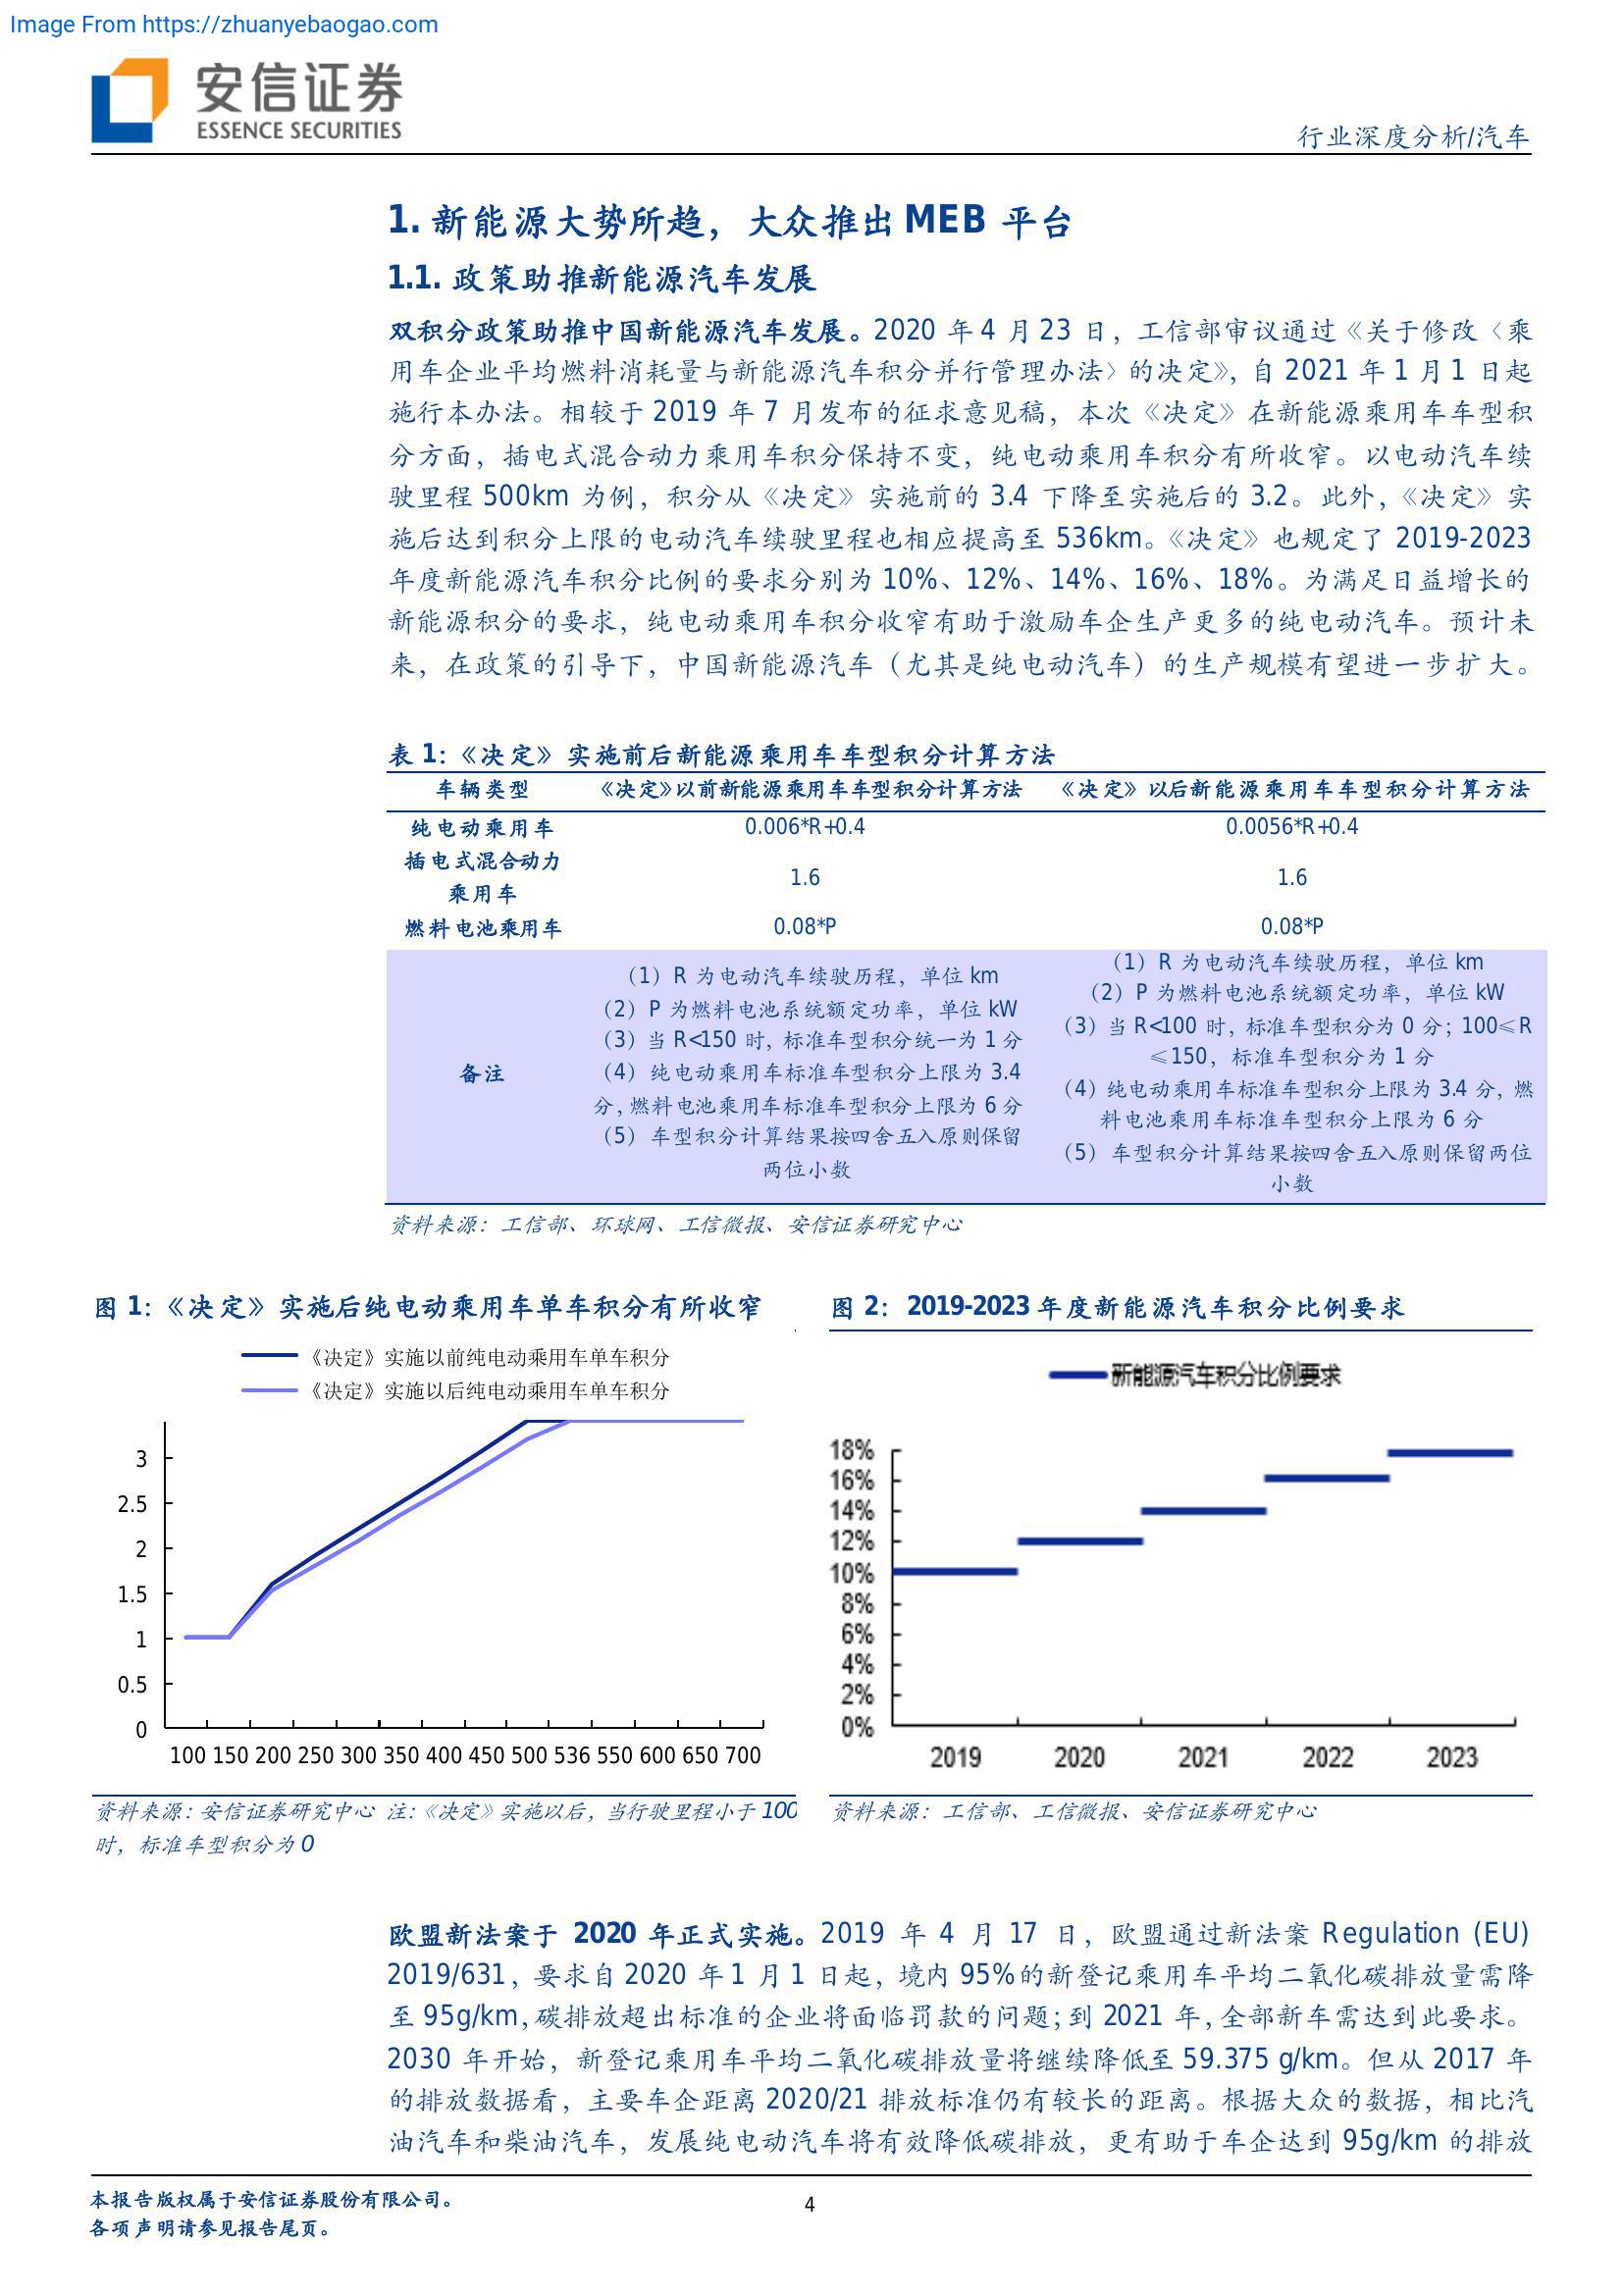 Image From https://zhuanyebaogao.com
安信证券
ESSENCE SECURITIES
行业深度分析/汽车
1. 新能源大势所趋，大众推出 MEB 平台
1.1. 政策助推新能源汽车发展
双积分政策助推中国新能源汽车发展。2020 年 4 月 23 日，工信部审议通过《关于修改〈乘
用车企业平均燃料消耗量与新能源汽车积分并行管理办法〉的决定》，自 2021 年 1 月 1 日起
施行本办法。相较于 2019 年 7 月发布的征求意见稿，本次《决定》在新能源乘用车车型积
分方面，插电式混合动力乘用车积分保持不变，纯电动乘用车积分有所收窄。以电动汽车续
驶里程 500km 为例，积分从《决定》实施前的 3.4 下降至实施后的 3.2。此外，《决定》实
施后达到积分上限的电动汽车续驶里程也相应提高至 536km。《决定》也规定了 2019-2023
年度新能源汽车积分比例的要求分别为 10%、12%、14%、16%、18%。为满足日益增长的
新能源积分的要求，纯电动乘用车积分收窄有助于激励车企生产更多的纯电动汽车。预计未
来，在政策的引导下，中国新能源汽车（尤其是纯电动汽车）的生产规模有望进一步扩大。
表 1：《决定》实施前后新能源乘用车车型积分计算方法
车辆类型 《决定》以前新能源乘用车车型积分计算方法 《决定》以后新能源乘用车车型积分计算方法
纯电动乘用车 0.006*R+0.4 0.0056*R+0.4
插电式混合动力
乘用车
1.6 1.6
燃料电池乘用车 0.08*P 0.08*P
备注
（1）R 为电动汽车续驶历程，单位 km
（2）P 为燃料电池系统额定功率，单位 kW
（3）当 R<150 时，标准车型积分统一为 1 分
（4）纯电动乘用车标准车型积分上限为 3.4
分，燃料电池乘用车标准车型积分上限为 6 分
（5）车型积分计算结果按四舍五入原则保留
两位小数
（1）R 为电动汽车续驶历程，单位 km
（2）P 为燃料电池系统额定功率，单位 kW
（3）当 R<100 时，标准车型积分为 0 分；100≤R
≤150，标准车型积分为 1 分
（4）纯电动乘用车标准车型积分上限为 3.4 分，燃
料电池乘用车标准车型积分上限为 6 分
（5）车型积分计算结果按四舍五入原则保留两位
小数
资料来源：工信部、环球网、工信微报、安信证券研究中心
图 1：《决定》实施后纯电动乘用车单车积分有所收窄
《决定》实施以前纯电动乘用车单车积分
《决定》实施以后纯电动乘用车单车积分
3
2.5
2
1.5
1
0.5
0
100 150 200 250 300 350 400 450 500 536 550 600 650 700
资料来源：安信证券研究中心 注：《决定》实施以后，当行驶里程小于 100
时，标准车型积分为 0
图 2：2019-2023 年度新能源汽车积分比例要求
新能源汽车积分比例要求
18%
16%
14%
12%
10%
8%
6%
4%
2%
0%
2019 2020 2021 2022 2023
资料来源：工信部、工信微报、安信证券研究中心
欧盟新法案于 2020 年正式实施。2019 年 4 月 17 日，欧盟通过新法案 Regulation (EU)
2019/631，要求自 2020 年 1 月 1 日起，境内 95%的新登记乘用车平均二氧化碳排放量需降
至 95g/km，碳排放超出标准的企业将面临罚款的问题；到 2021 年，全部新车需达到此要求。
2030 年开始，新登记乘用车平均二氧化碳排放量将继续降低至 59.375 g/km。但从 2017 年
的排放数据看，主要车企距离 2020/21 排放标准仍有较长的距离。根据大众的数据，相比汽
油汽车和柴油汽车，发展纯电动汽车将有效降低碳排放，更有助于车企达到 95g/km 的排放
本报告版权属于安信证券股份有限公司。
各项声明请参见报告尾页。
4